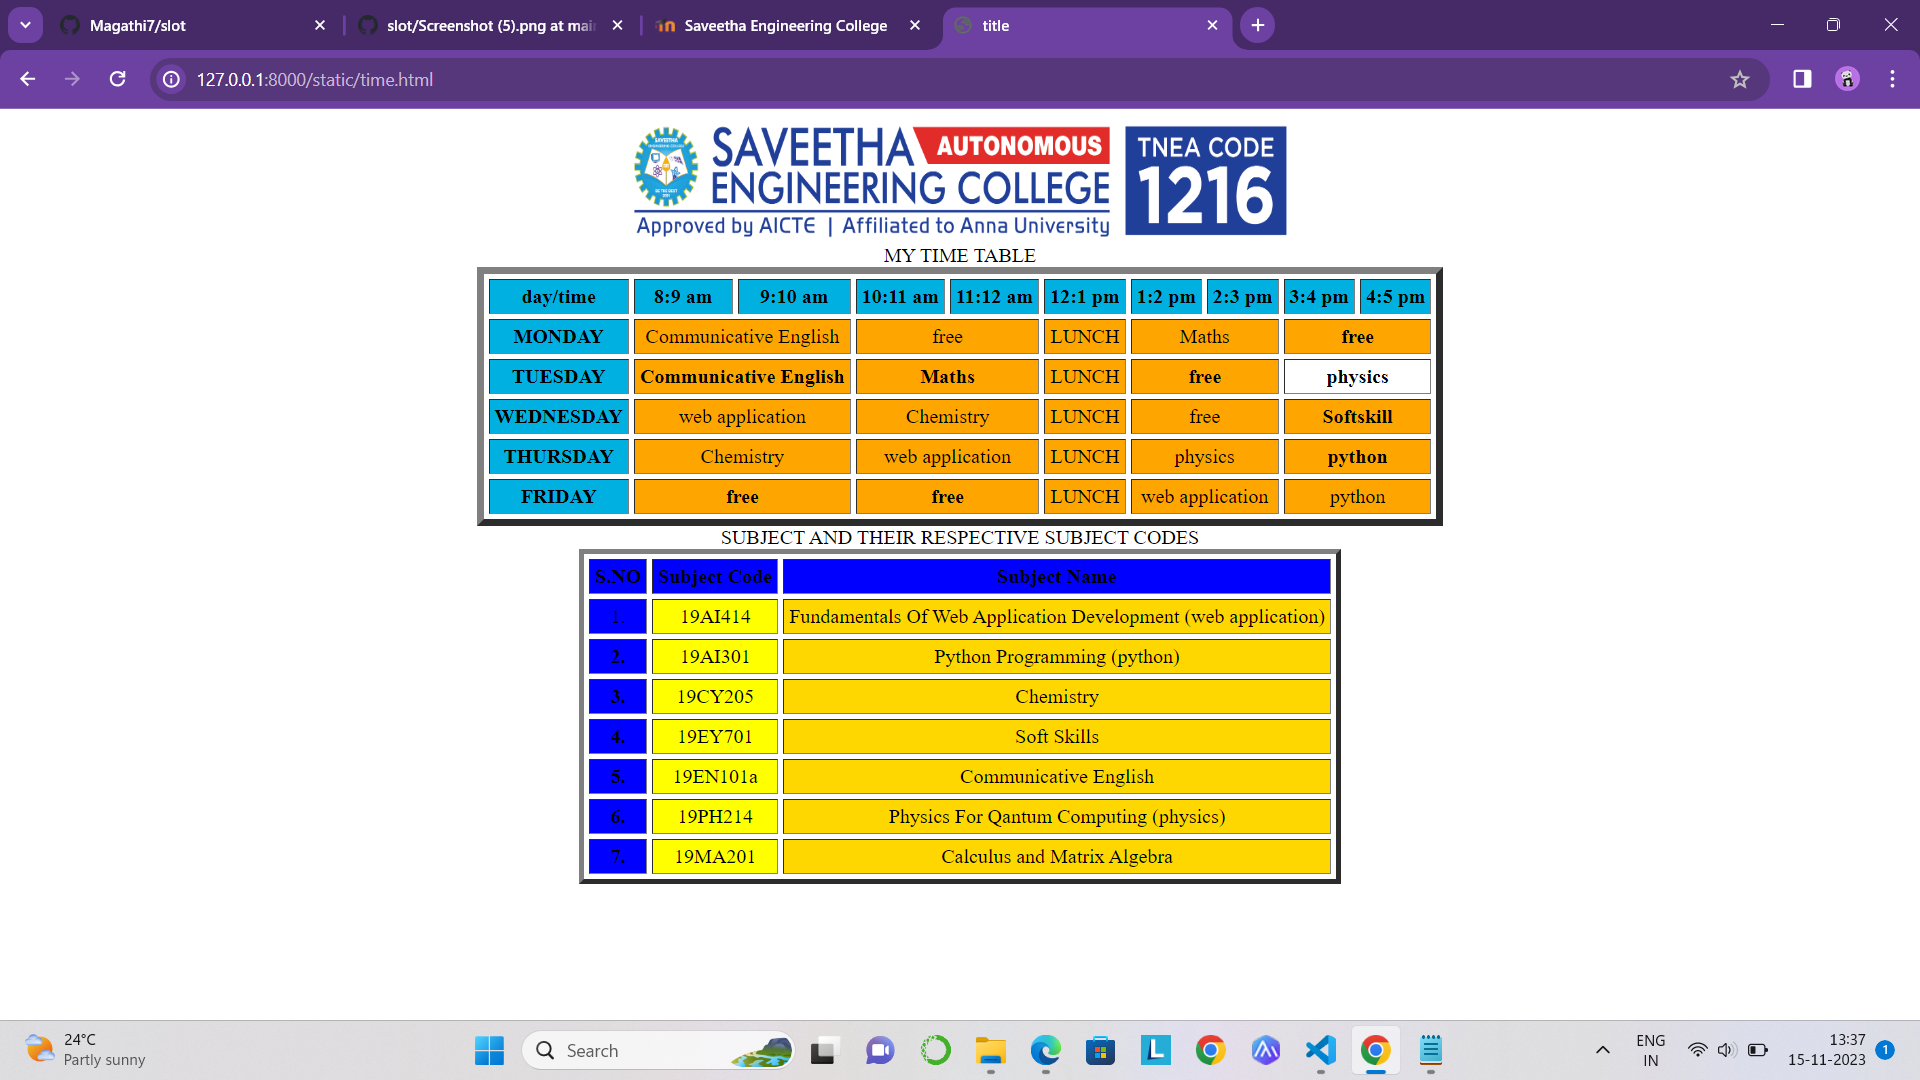 Magathi7/slot
slot/Screenshot (5).png at mai
Saveetha Engineering College
title
127.0.0.1:8000/static/time.html
SAVEETHA AUTONOMOUS
ENGINEERING COLLEGE
Approved by AICTE | Affiliated to Anna University
TNEA CODE
1216
MY TIME TABLE
day/time 8:9 am 9:10 am 10:11 am 11:12 am 12:1 pm 1:2 pm 2:3 pm 3:4 pm 4:5 pm
MONDAY Communicative English free LUNCH Maths free
TUESDAY Communicative English Maths LUNCH free physics
WEDNESDAY web application Chemistry LUNCH free Softskill
THURSDAY Chemistry web application LUNCH physics python
FRIDAY free free LUNCH web application python
SUBJECT AND THEIR RESPECTIVE SUBJECT CODES
S.NO Subject Code Subject Name
1. 19AI414 Fundamentals Of Web Application Development (web application)
2. 19AI301 Python Programming (python)
3. 19CY205 Chemistry
4. 19EY701 Soft Skills
5. 19EN101a Communicative English
6. 19PH214 Physics For Qantum Computing (physics)
7. 19MA201 Calculus and Matrix Algebra
24°C
Partly sunny
Search
ENG
IN
13:37
15-11-2023
1